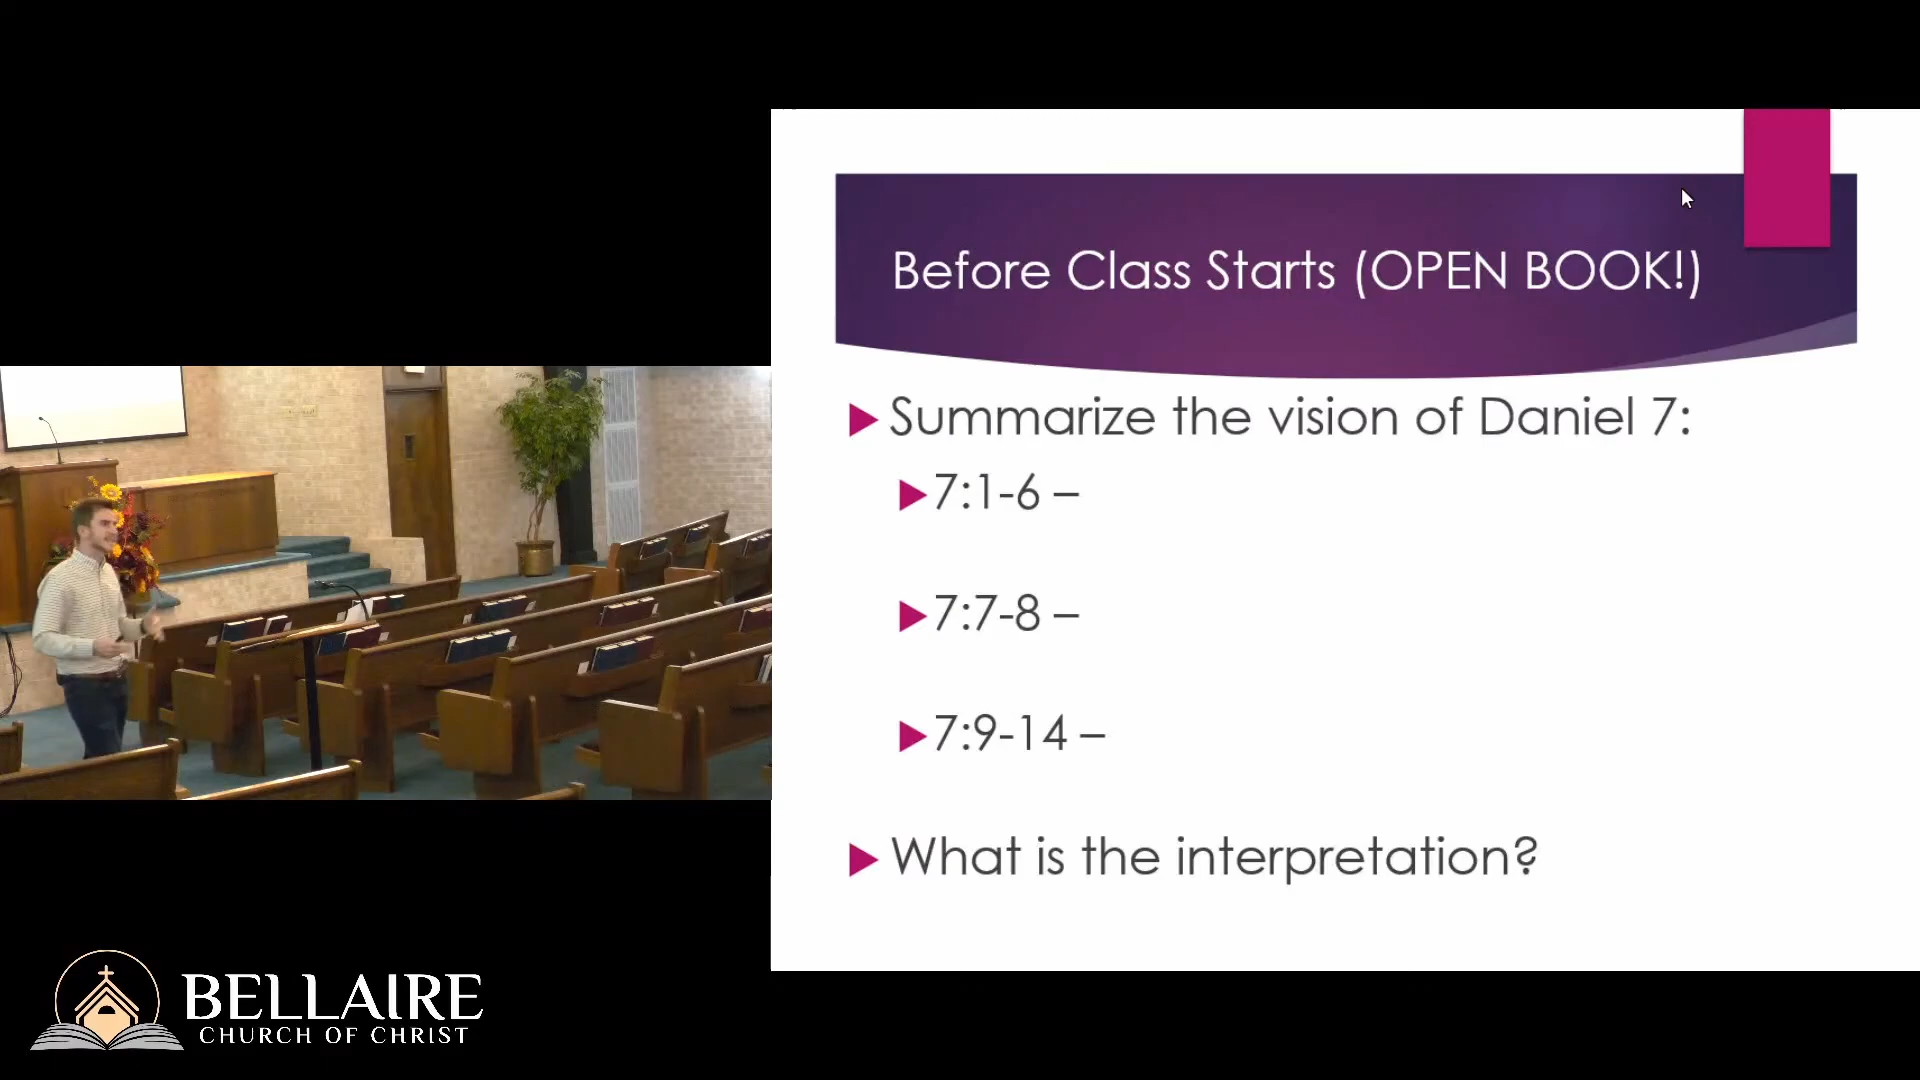 Before Class Starts (OPEN BOOK!)
Summarize the vision of Daniel 7:
7:1-6 –
7:7-8 –
7:9-14 –
What is the interpretation?
BELLAIRE
CHURCH OF CHRIST